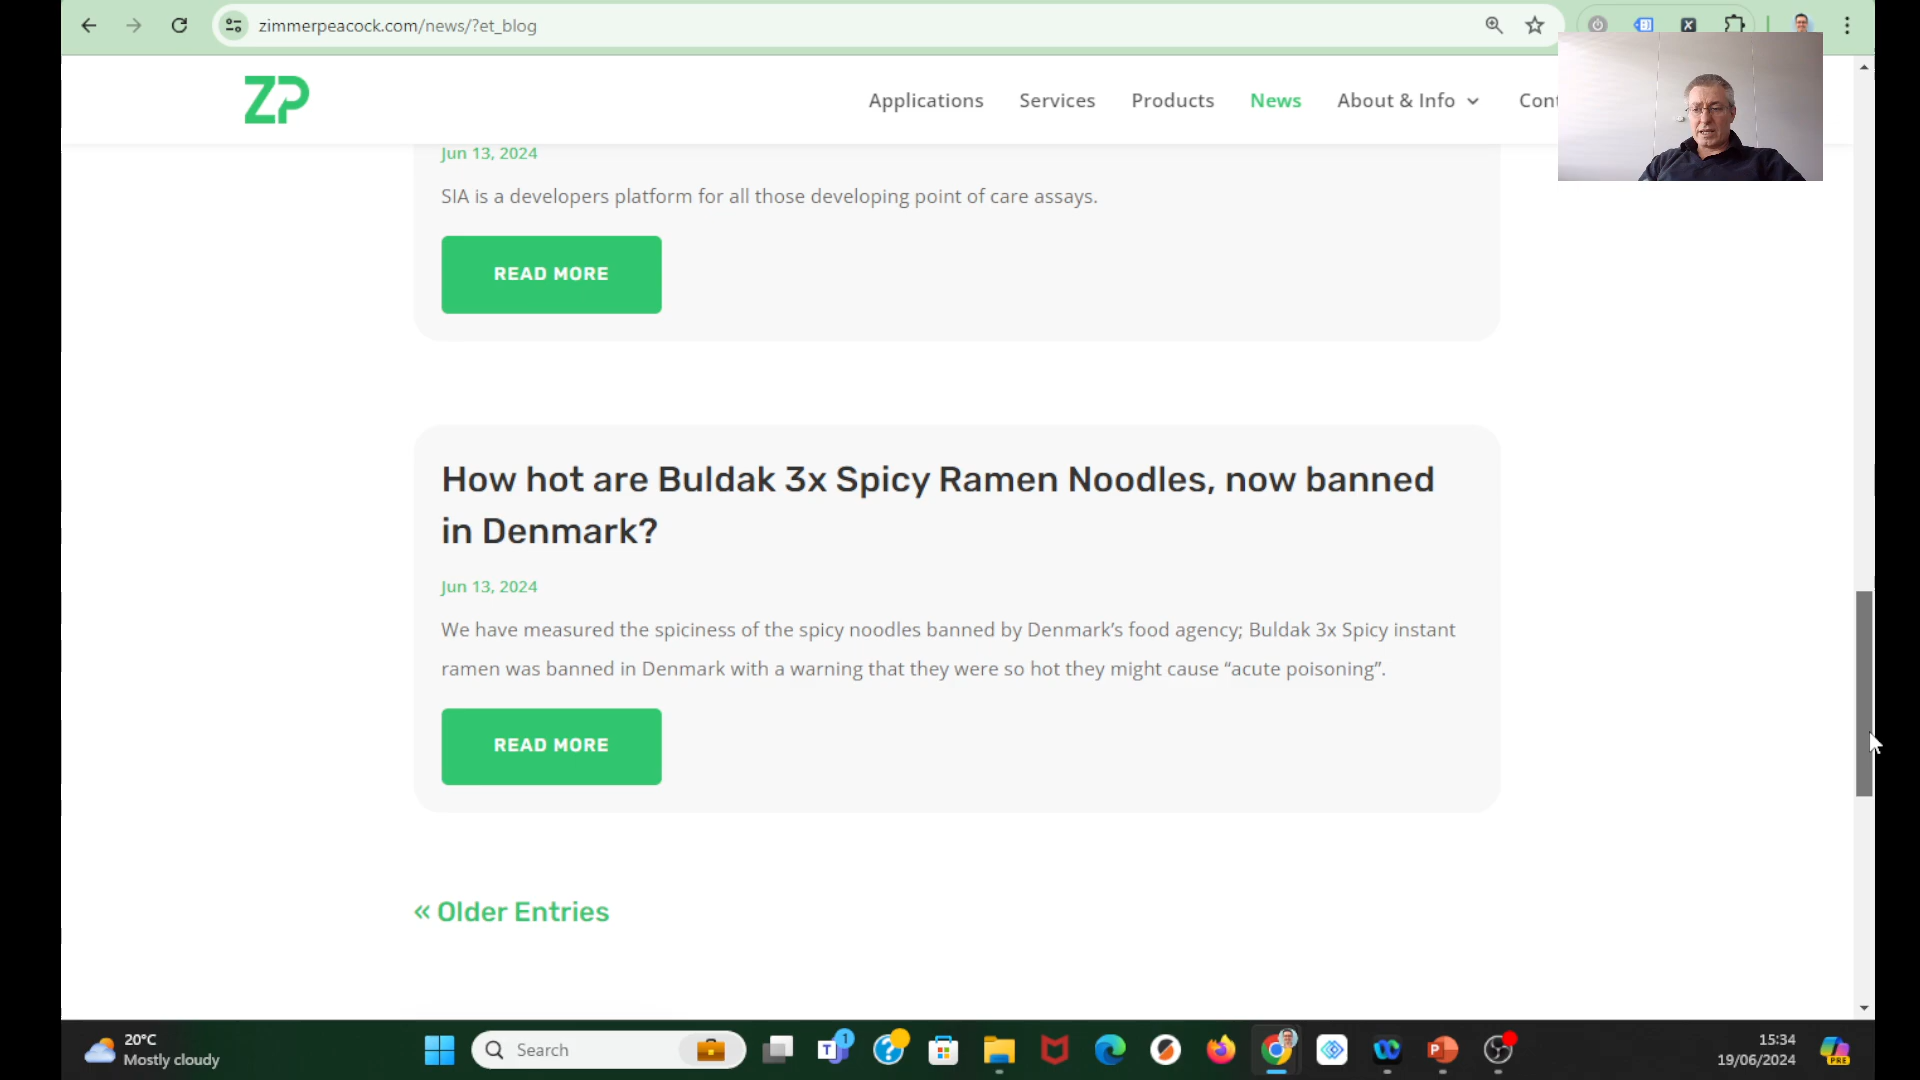 zimmerpeacock.com/news/?et_blog
ZP
Applications Services Products News About & Info
Jun 13, 2024
SIA is a developers platform for all those developing point of care assays.
READ MORE
How hot are Buldak 3x Spicy Ramen Noodles, now banned
in Denmark?
Jun 13, 2024
We have measured the spiciness of the spicy noodles banned by Denmark’s food agency; Buldak 3x Spicy instant
ramen was banned in Denmark with a warning that they were so hot they might cause “acute poisoning”.
READ MORE
« Older Entries
20°C
Mostly cloudy
Search
1
15:34
19/06/2024
PRE